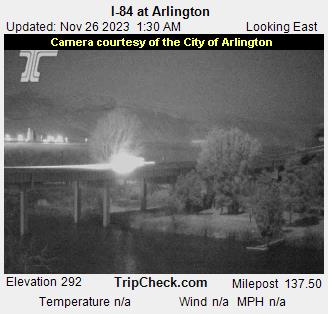 I-84 at Arlington
Updated: Nov 26 2023 1:30 AM Looking East
Camera courtesy of the City of Arlington
Elevation 292 TripCheck.com Milepost 137.50
Temperature n/a Wind n/a MPH n/a